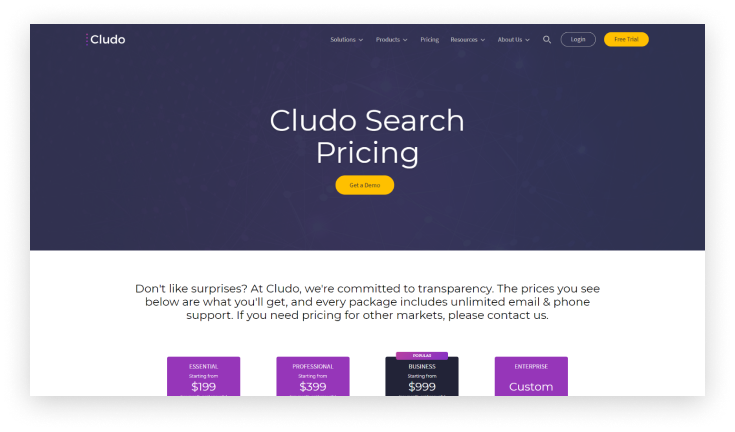 Cludo
Solutions Products Pricing Resources About Us Login Free Trial
Cludo Search
Pricing
Get a Demo
Don't like surprises? At Cludo, we're committed to transparency. The prices you see
below are what you'll get, and every package includes unlimited email & phone
support. If you need pricing for other markets, please contact us.
POPULAR
ESSENTIAL PROFESSIONAL BUSINESS ENTERPRISE
Starting from Starting from Starting from
$199 $399 $999 Custom